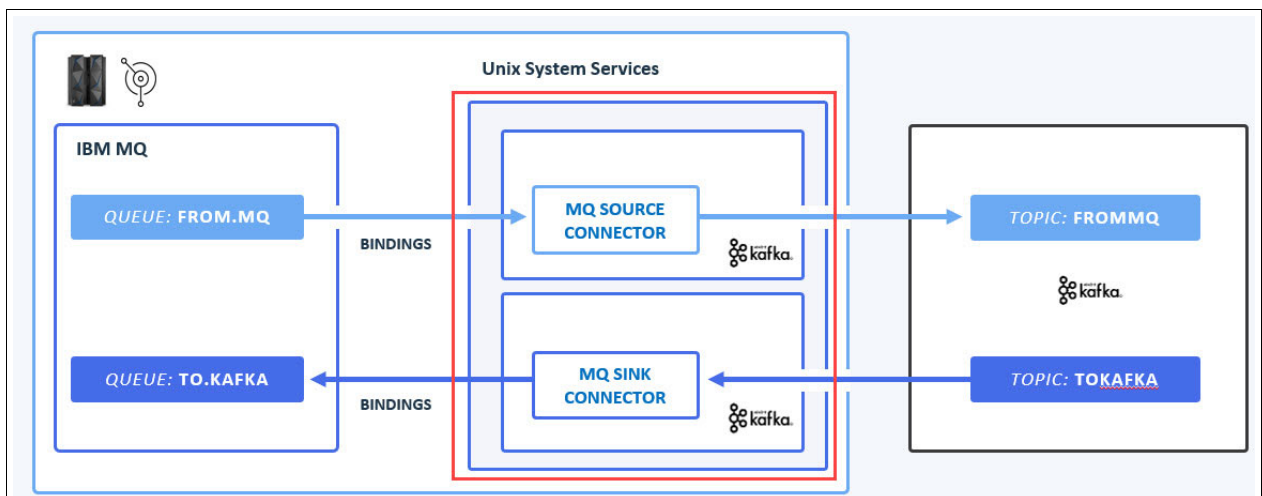 Unix System Services
IBM MQ
QUEUE: FROM.MQ
BINDINGS
MQ SOURCE
CONNECTOR
kafka.
TOPIC: FROMMQ
kafka.
QUEUE: TO.KAFKA
BINDINGS
MQ SINK
CONNECTOR
kafka.
TOPIC: TOKAFKA